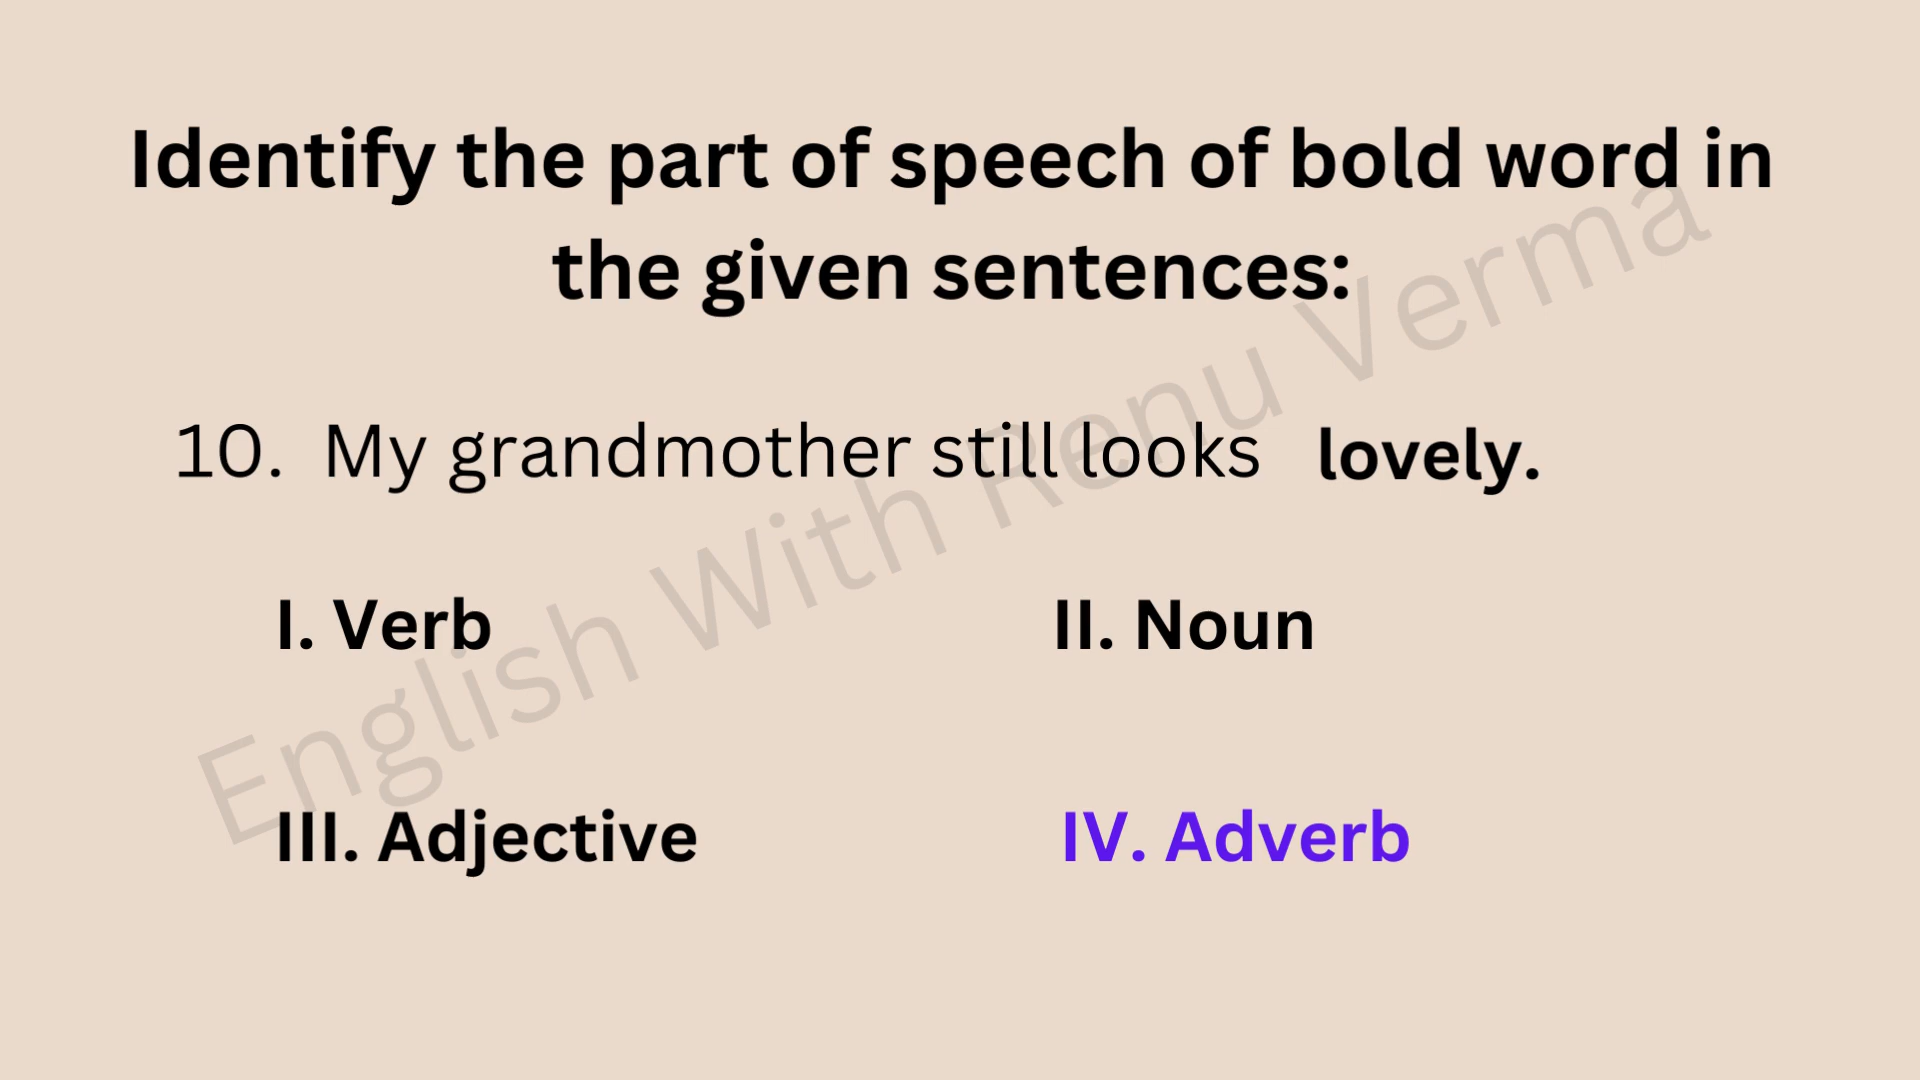 Identify the part of speech of bold word in
the given sentences:
10. My grandmother still looks lovely.
I. Verb II. Noun
III. Adjective IV. Adverb
English With Renu Verma